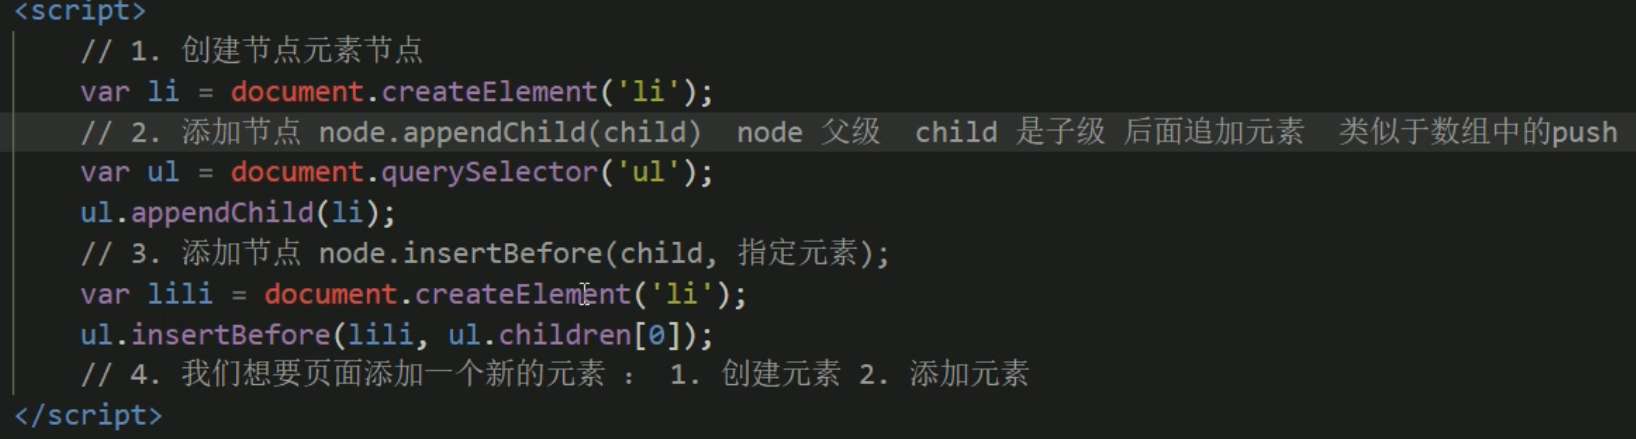 <script>
// 1. 创建节点元素节点
var li = document.createElement('li');
// 2. 添加节点 node.appendChild(child)  node 父级  child 是子级 后面追加元素  类似于数组中的push
var ul = document.querySelector('ul');
ul.appendChild(li);
// 3. 添加节点 node.insertBefore(child, 指定元素);
var lili = document.createElement('li');
ul.insertBefore(lili, ul.children[0]);
// 4. 我们想要页面添加一个新的元素 ： 1. 创建元素 2. 添加元素
</script>